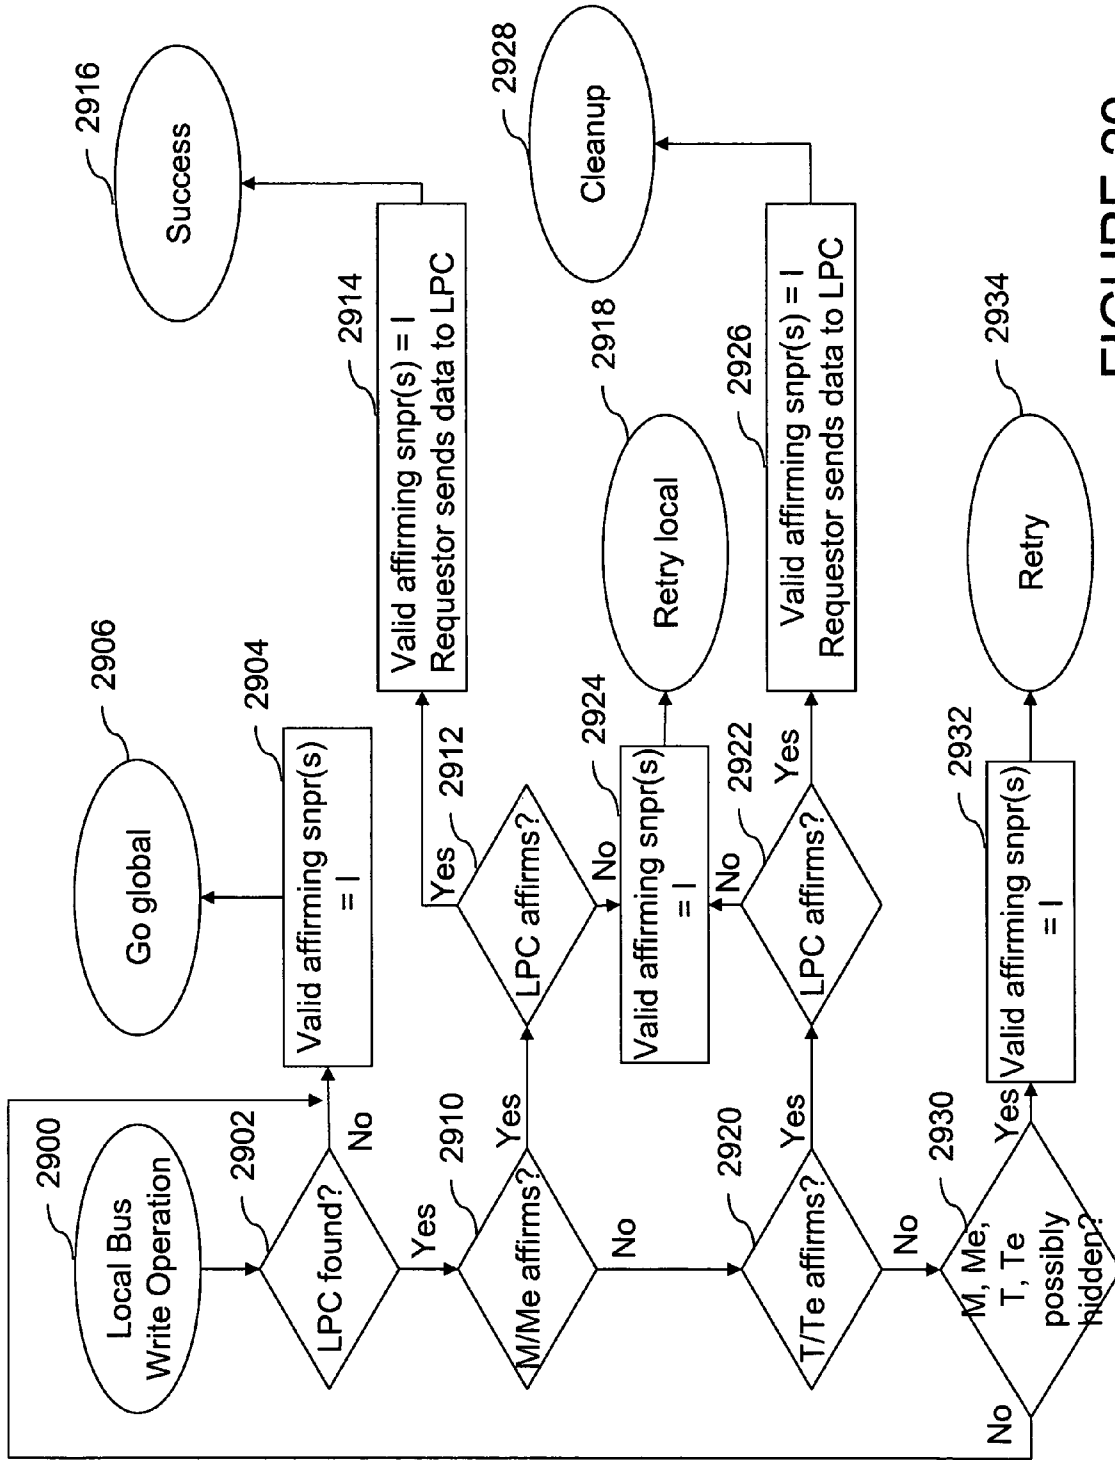 2900
Local Bus
Write Operation
2902
LPC found?
No
Yes
2904
Valid affirming snpr(s)
= I
2906
Go global
2910
M/Me affirms?
Yes
No
2912
LPC affirms?
Yes
No
2914
Valid affirming snpr(s) = I
Requestor sends data to LPC
2916
Success
2918
Retry local
2924
Valid affirming snpr(s)
= I
2920
T/Te affirms?
Yes
No
2922
LPC affirms?
No
Yes
2926
Valid affirming snpr(s) = I
Requestor sends data to LPC
2928
Cleanup
2930
M, Me,
T, Te
possibly
hidden?
No
Yes
2932
Valid affirming snpr(s)
= I
2934
Retry
FIGURE